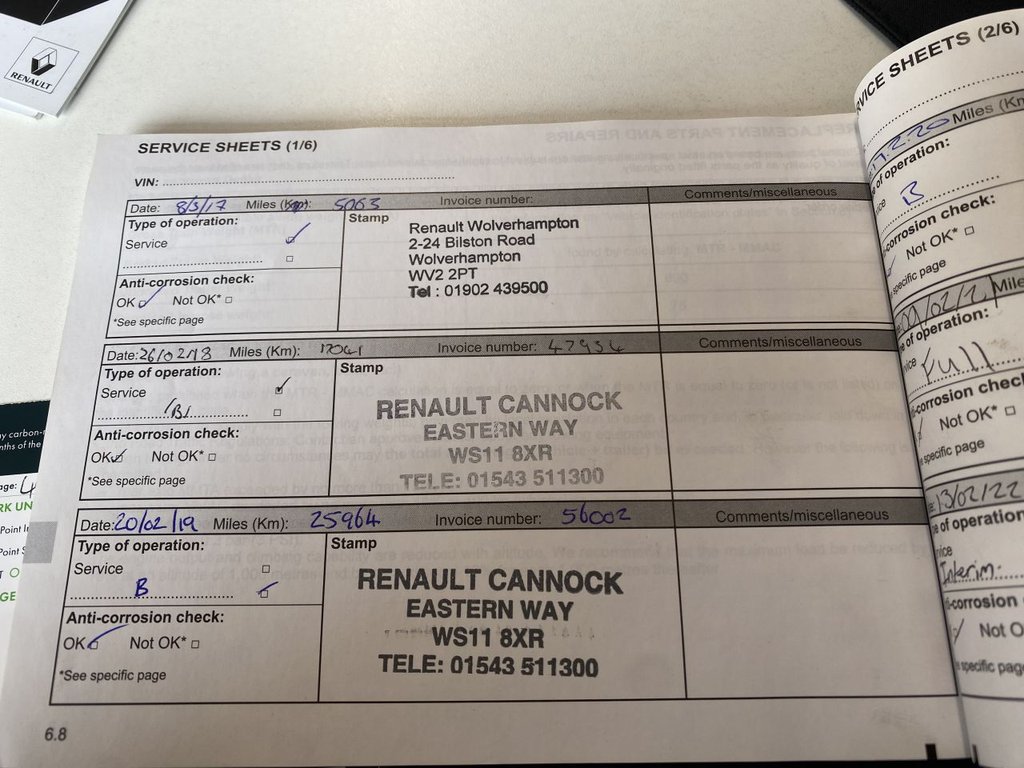 RENAULT
SERVICE SHEETS (1/6)
VIN:
Date: 8/3/17 Miles (Km): 5063 Invoice number: Comments/miscellaneous
Type of operation: Stamp
Service
Renault Wolverhampton
2-24 Bilston Road
Wolverhampton
WV2 2PT
Tel : 01902 439500
Anti-corrosion check:
OK Not OK*
*See specific page
Date: 26/02/18 Miles (Km): 17041 Invoice number: 47954 Comments/miscellaneous
Type of operation: Stamp
Service
'B'
RENAULT CANNOCK
EASTERN WAY
WS11 8XR
TELE: 01543 511300
Anti-corrosion check:
OK Not OK*
*See specific page
Date: 20/02/19 Miles (Km): 25964 Invoice number: 56002 Comments/miscellaneous
Type of operation: Stamp
Service
B
RENAULT CANNOCK
EASTERN WAY
WS11 8XR
TELE: 01543 511300
Anti-corrosion check:
OK Not OK*
*See specific page
6.8
SERVICE SHEETS (2/6)
Miles (Km
of operation:
B
corrosion check:
Not OK*
specific page
Mile
of operation:
Full
corrosion check
Not OK*
specific page
13/02/22
of operation
Interim.
corrosion
Not O
specific page